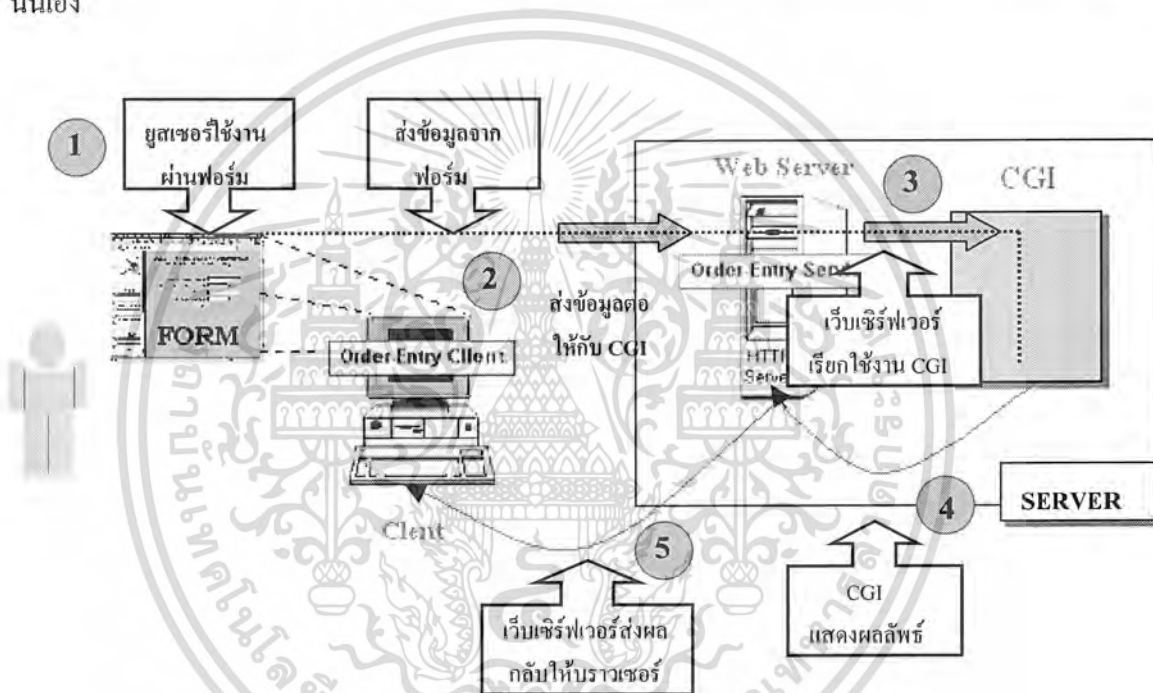 นั่นเอง
1
ยูสเซอร์ใช้งาน
ผ่านฟอร์ม
ส่งข้อมูลจาก
ฟอร์ม
Web Server
3
CGI
2
Order Entry
ส่งข้อมูลต่อ
ให้กับ CGI
FORM
Order Entry Client
เว็บเซิร์ฟเวอร์
เรียกใช้งาน CGI
HTTP
Server
Client
4
SERVER
5
CGI
แสดงผลลัพธ์
เว็บเซิร์ฟเวอร์ส่งผล
กลับให้บราวเซอร์